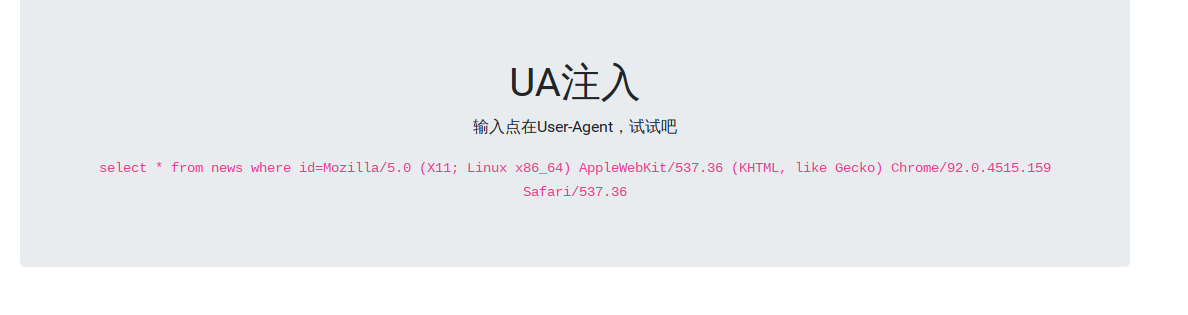 UA注入
输入点在User-Agent，试试吧
select * from news where id=Mozilla/5.0 (X11; Linux x86_64) AppleWebKit/537.36 (KHTML, like Gecko) Chrome/92.0.4515.159
Safari/537.36